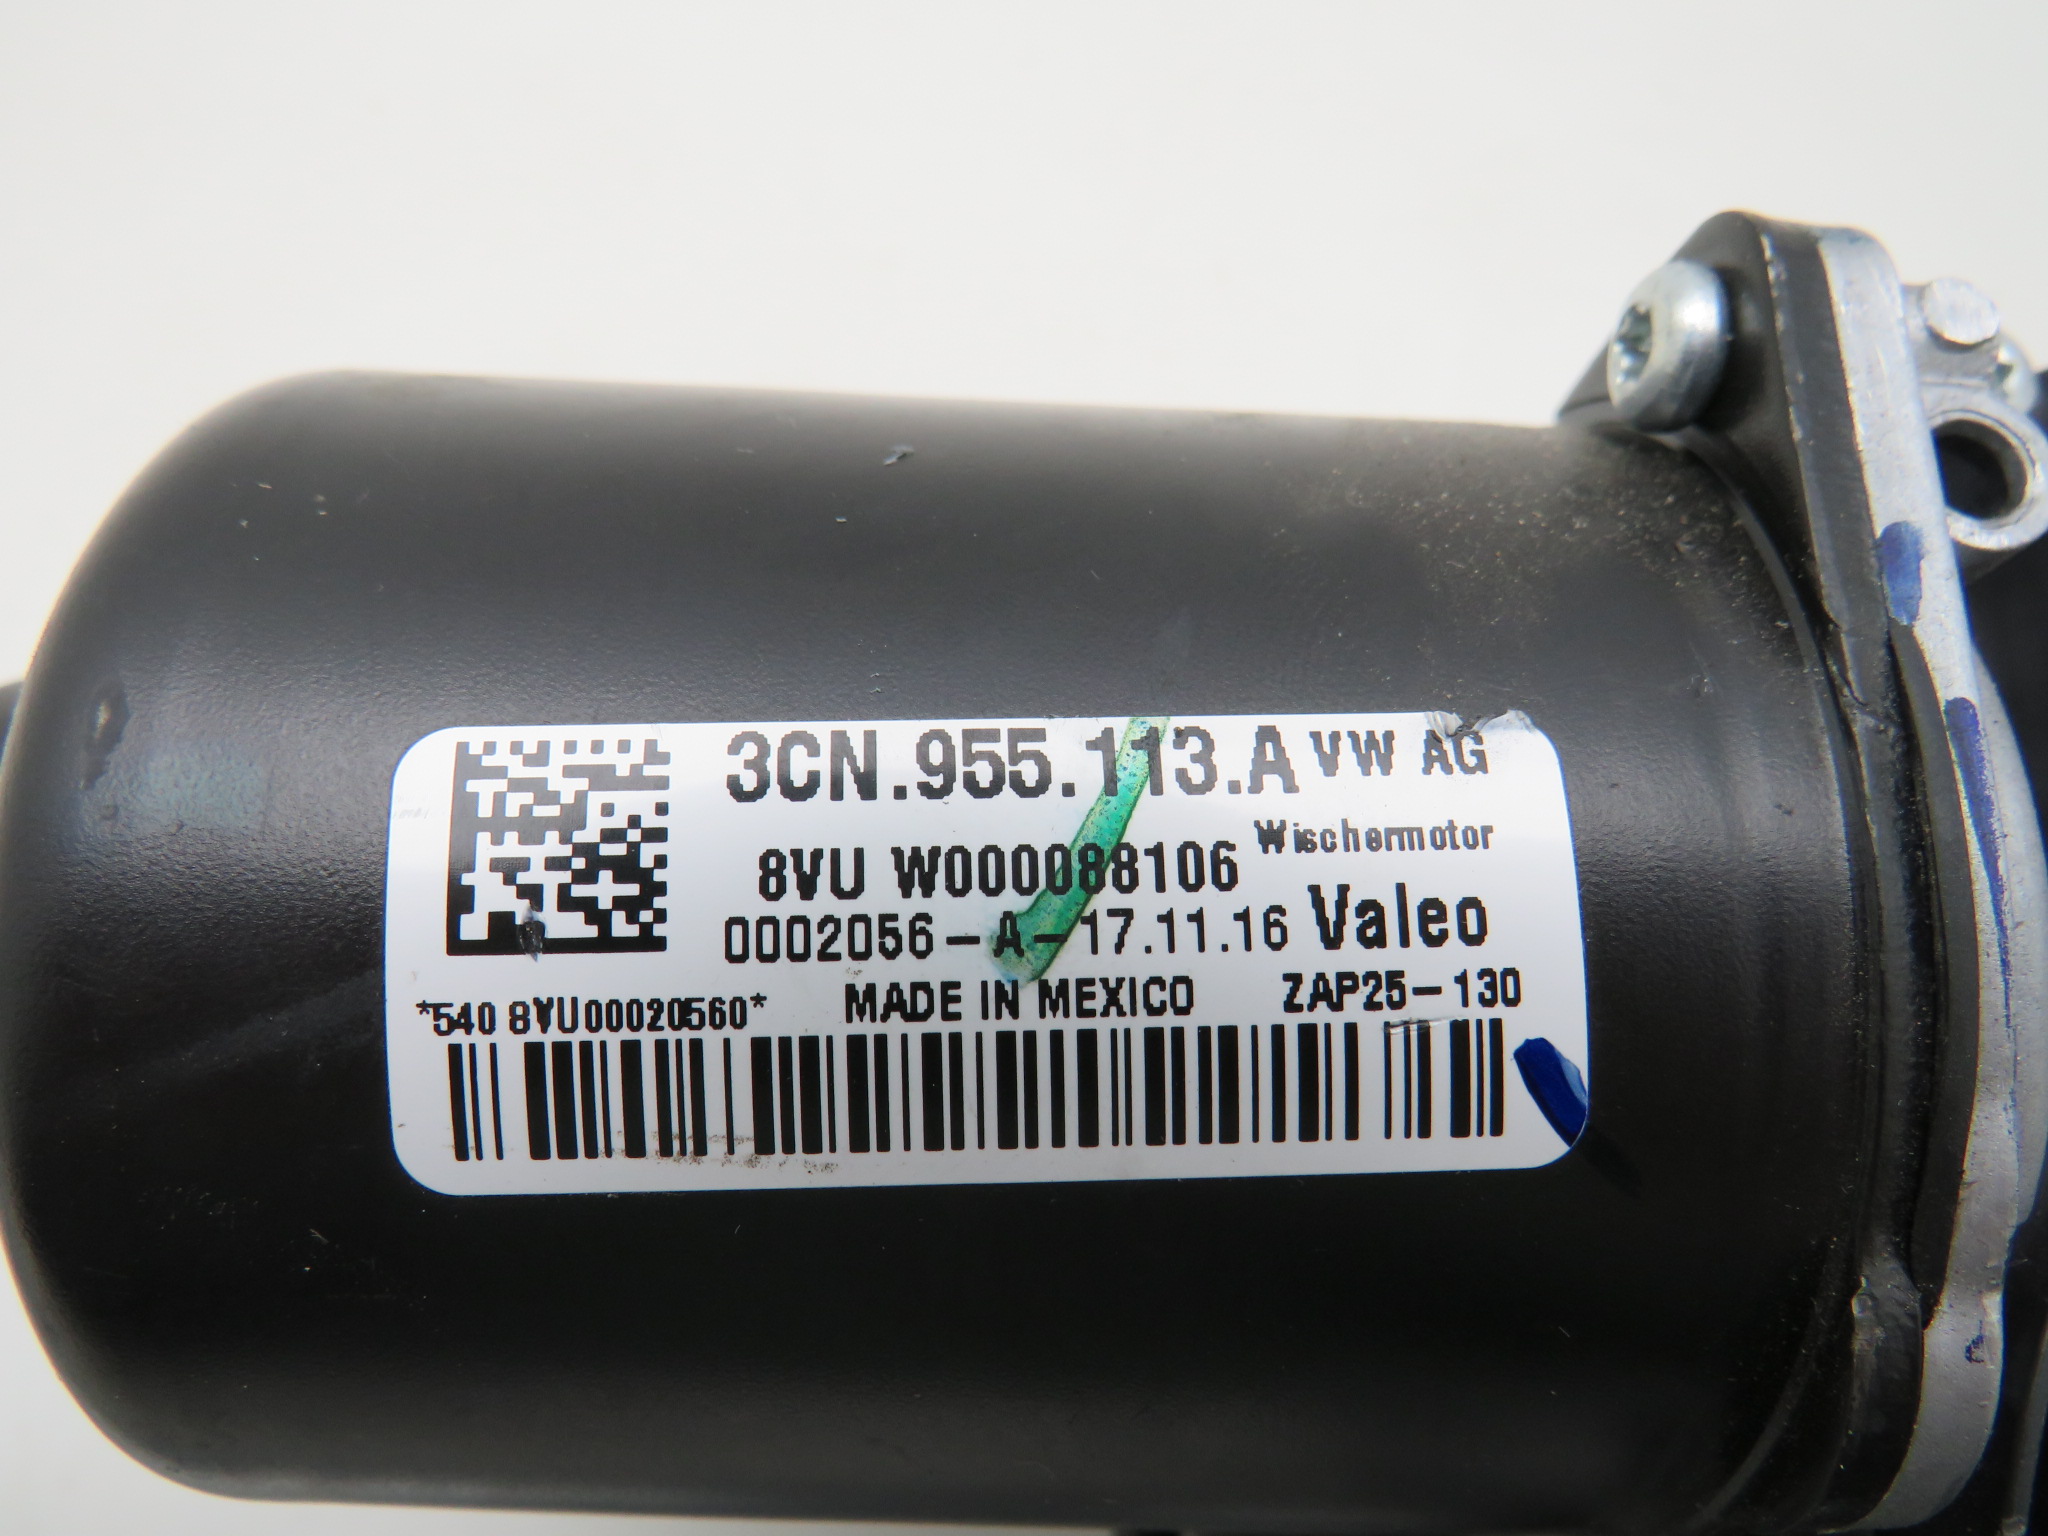 3CN.955.113.A VW AG
Wischermotor
8VU W000088106
0002056-A-17.11.16 Valeo
*540 8VU00020560* MADE IN MEXICO ZAP25-130